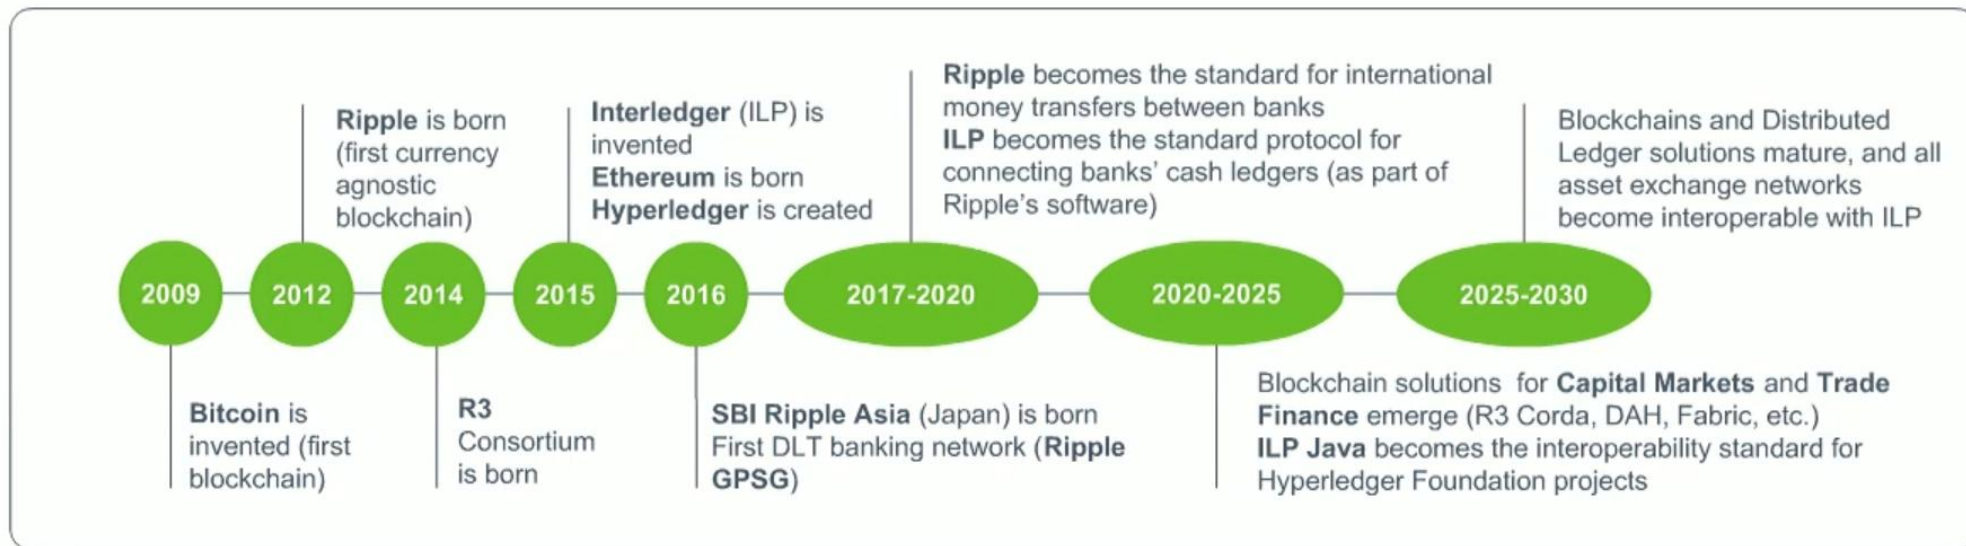 Ripple is born
(first currency
agnostic
blockchain)
Interledger (ILP) is
invented
Ethereum is born
Hyperledger is created
Ripple becomes the standard for international
money transfers between banks
ILP becomes the standard protocol for
connecting banks' cash ledgers (as part of
Ripple's software)
Blockchains and Distributed
Ledger solutions mature, and all
asset exchange networks
become interoperable with ILP
2009
2012
2014
2015
2016
2017-2020
2020-2025
2025-2030
Bitcoin is
invented (first
blockchain)
R3
Consortium
is born
SBI Ripple Asia (Japan) is born
First DLT banking network (Ripple
GPSG)
Blockchain solutions for Capital Markets and Trade
Finance emerge (R3 Corda, DAH, Fabric, etc.)
ILP Java becomes the interoperability standard for
Hyperledger Foundation projects